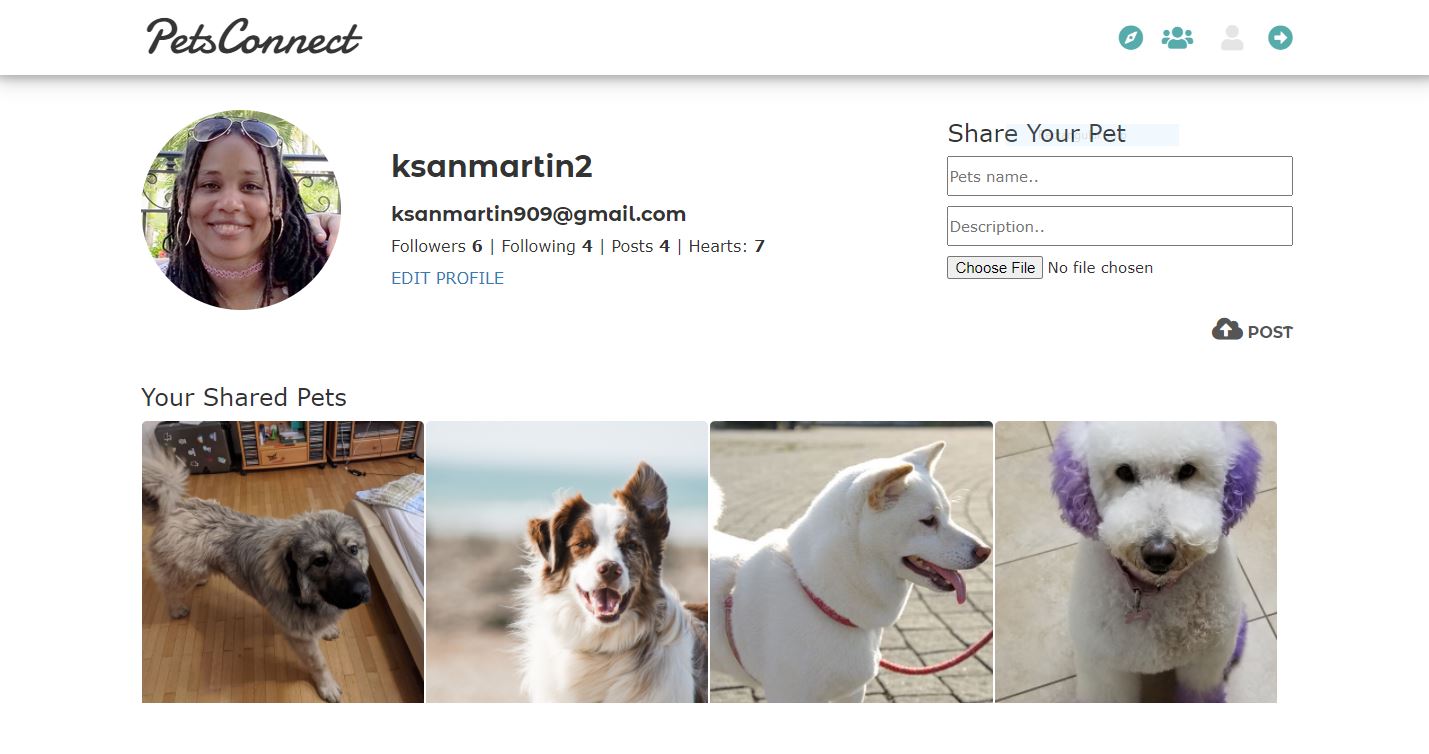 PetsConnect
ksanmartin2
ksanmartin909@gmail.com
Followers 6 | Following 4 | Posts 4 | Hearts: 7
EDIT PROFILE
Share Your Pet
Pets name..
Description..
Choose File No file chosen
POST
Your Shared Pets